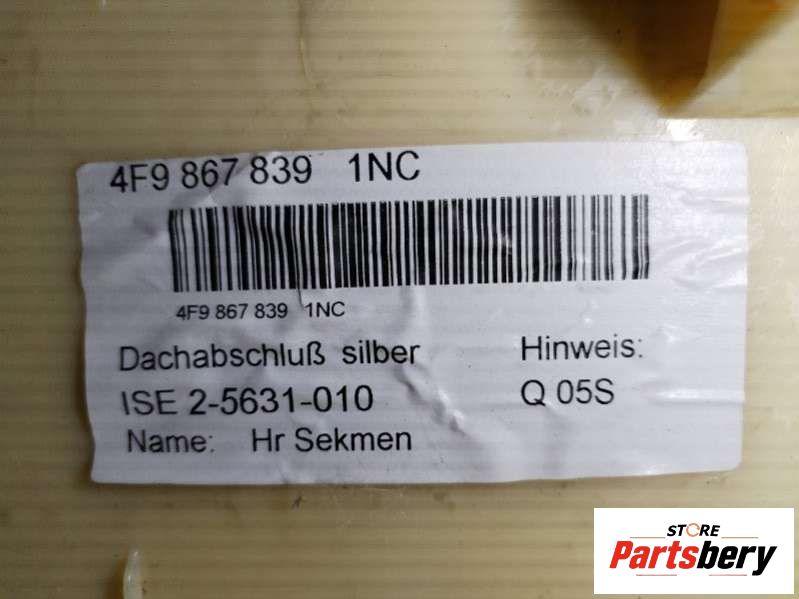 4F9 867 839 1NC
4F9 867 839 1NC
Dachabschluß silber
Hinweis:
ISE 2-5631-010
Q 05S
Name: Hr Sekmen
STORE
Partsbery